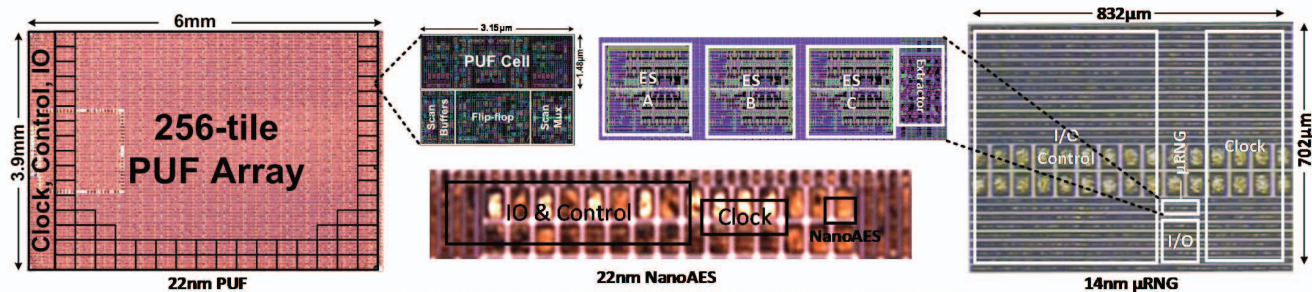 6mm
3.9mm
Clock, Control, IO
256-tile
PUF Array
22nm PUF
3.15µm
1.48µm
PUF Cell
Scan
Buffers
Flip-flop
Scan
Mux
ES
A
ES
B
ES
C
Extractor
IO & Control
Clock
NanoAES
22nm NanoAES
832µm
702µm
I/O
Control
µRNG
Clock
I/O
14nm µRNG